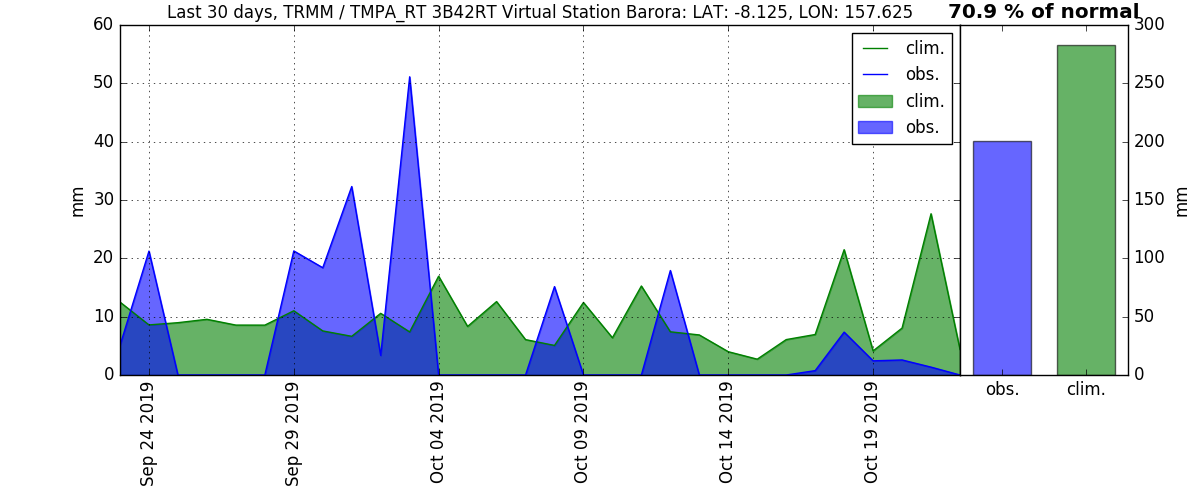 Last 30 days, TRMM / TMPA_RT 3B42RT Virtual Station Barora: LAT: -8.125, LON: 157.625
70.9 % of normal
60
50
40
30
20
10
0
mm
clim.
obs.
clim.
obs.
300
250
200
150
100
50
0
mm
Sep 24 2019
Sep 29 2019
Oct 04 2019
Oct 09 2019
Oct 14 2019
Oct 19 2019
obs.
clim.